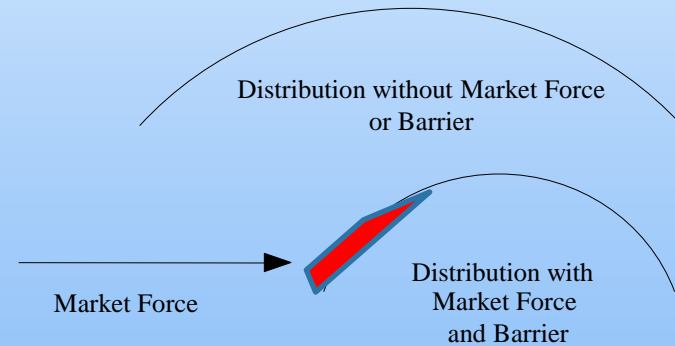 Distribution without Market Force
or Barrier
Market Force
Distribution with
Market Force
and Barrier